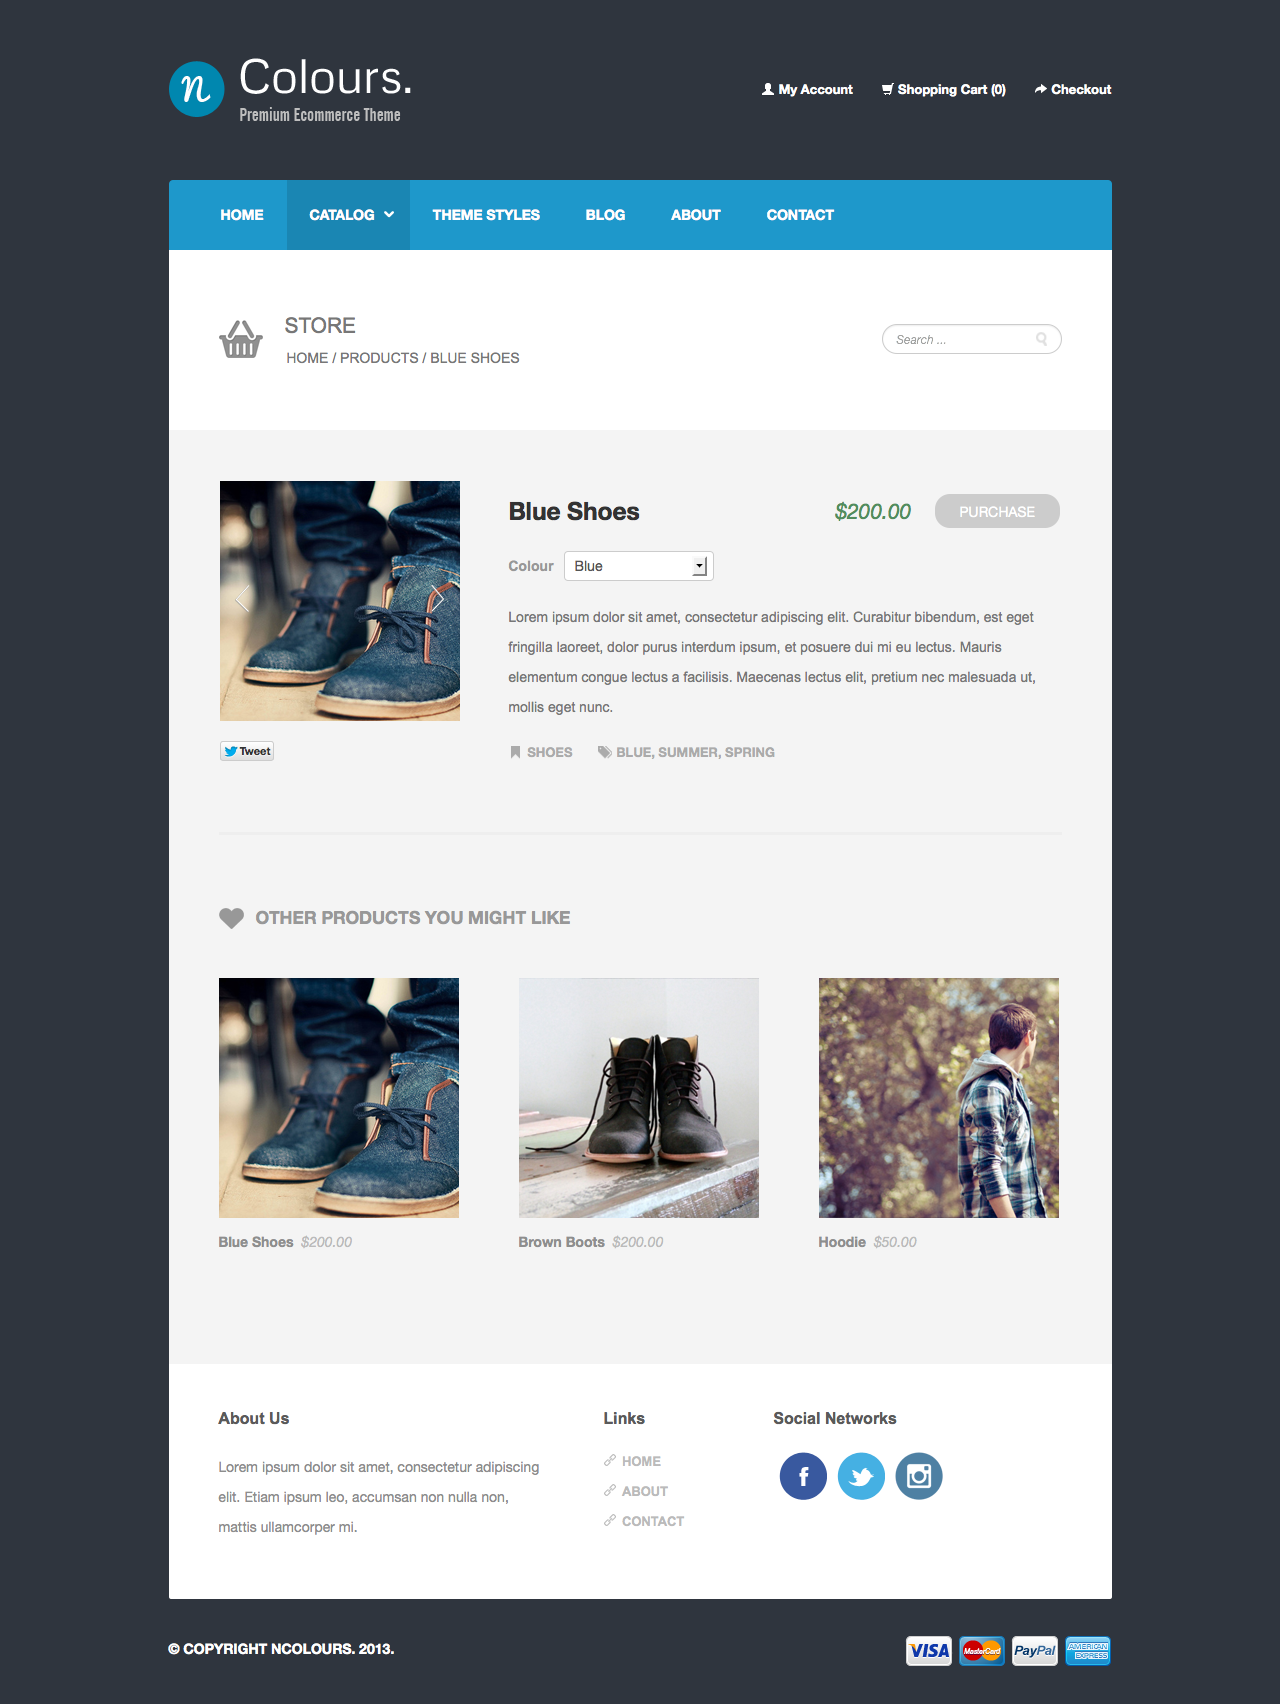 n Colours.
Premium Ecommerce Theme
My Account Shopping Cart (0) Checkout
HOME CATALOG THEME STYLES BLOG ABOUT CONTACT
STORE
HOME / PRODUCTS / BLUE SHOES
Search ...
Blue Shoes $200.00 PURCHASE
Colour Blue
Lorem ipsum dolor sit amet, consectetur adipiscing elit. Curabitur bibendum, est eget
fringilla laoreet, dolor purus interdum ipsum, et posuere dui mi eu lectus. Mauris
elementum congue lectus a facilisis. Maecenas lectus elit, pretium nec malesuada ut,
mollis eget nunc.
Tweet
SHOES BLUE, SUMMER, SPRING
OTHER PRODUCTS YOU MIGHT LIKE
Blue Shoes $200.00
Brown Boots $200.00
Hoodie $50.00
About Us
Lorem ipsum dolor sit amet, consectetur adipiscing
elit. Etiam ipsum leo, accumsan non nulla non,
mattis ullamcorper mi.
Links
HOME
ABOUT
CONTACT
Social Networks
f
© COPYRIGHT NCOLOURS. 2013.
VISA MasterCard PayPal AMERICAN EXPRESS